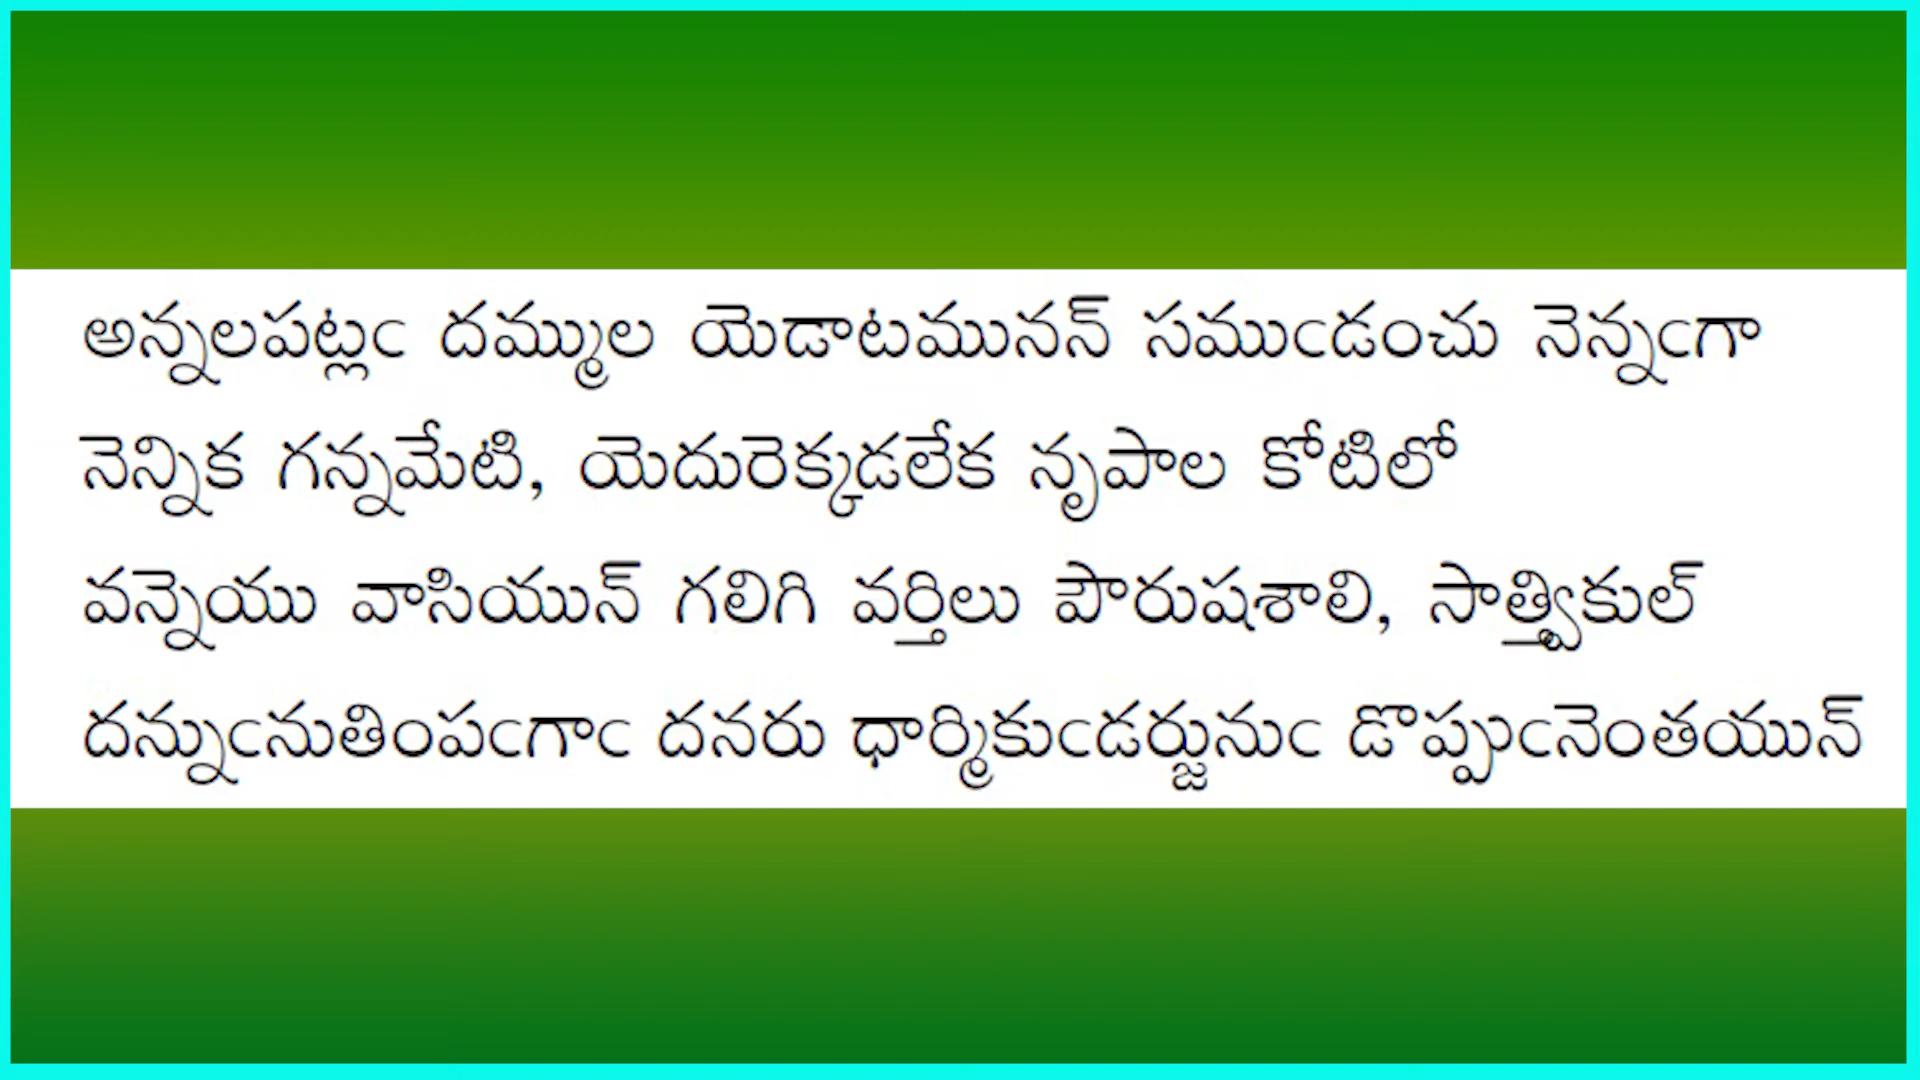 అన్నలపట్లఁ దమ్ముల యెడాటమునన్ సముఁడంచు నెన్నఁగా
నెన్నిక గన్నమేటి, యెదురెక్కడలేక నృపాల కోటిలో
వన్నెయు వాసియున్ గలిగి వర్తిలు పౌరుషశాలి, సాత్త్వికుల్
దన్నుఁనుతింపఁగాఁ దనరు ధార్మికుఁడర్జునుఁ డొప్పుఁనెంతయున్